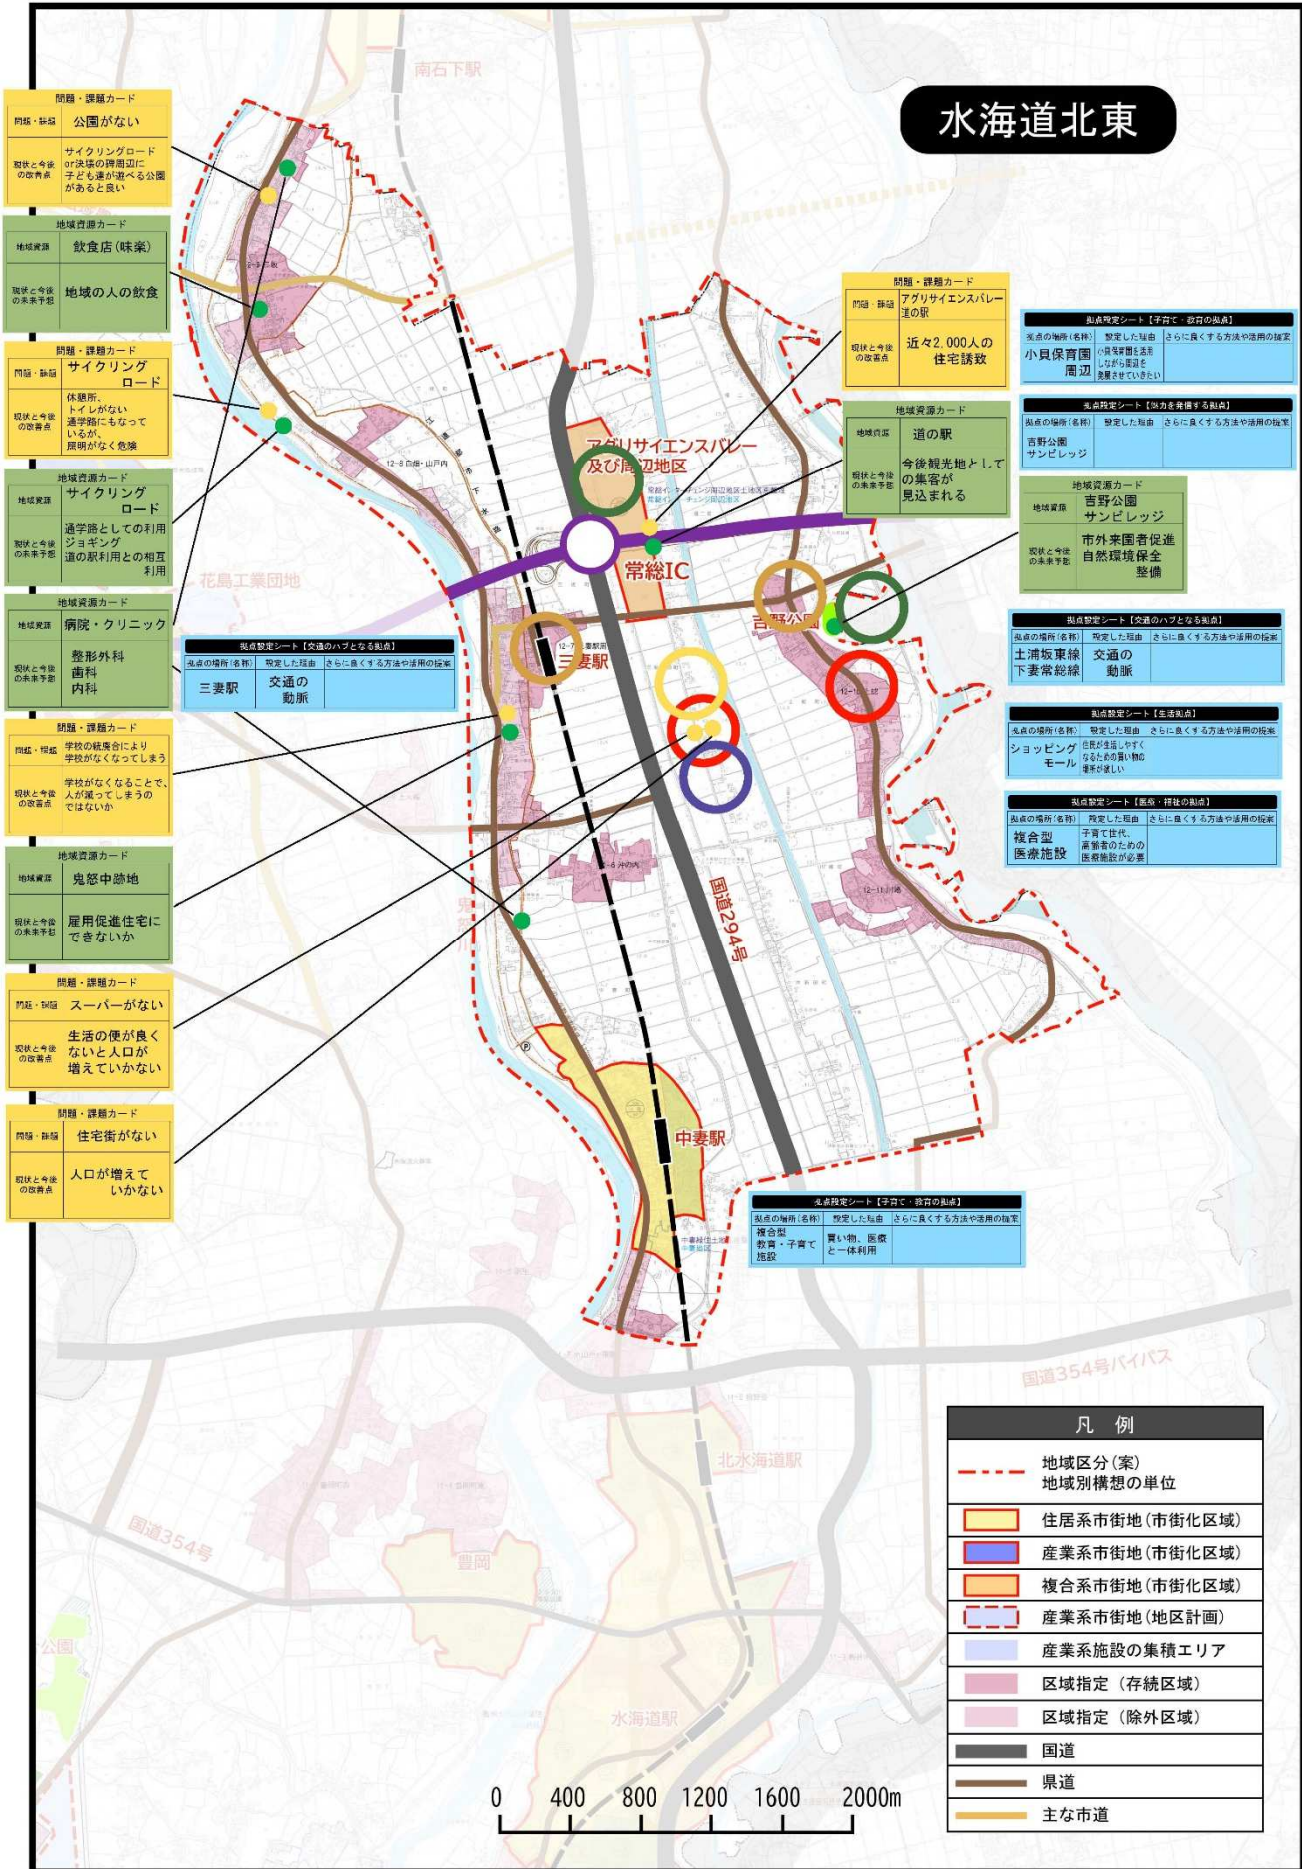 水海道北東
南石下駅
問題・課題カード
問題・課題 公園がない
現状と今後の改善点
サイクリングロード
or決壊の碑周辺に
子ども達が遊べる公園
があると良い
地域資源カード
地域資源 飲食店(味楽)
現状と今後の未来予想
地域の人の飲食
問題・課題カード
問題・課題
サイクリング
ロード
現状と今後の改善点
休憩所、
トイレがない
通学路にもなって
いるが、
照明がなく危険
地域資源カード
地域資源
サイクリング
ロード
現状と今後の未来予想
通学路としての利用
ジョギング
道の駅利用との相互
利用
地域資源カード
地域資源 病院・クリニック
現状と今後の未来予想
整形外科
歯科
内科
問題・課題カード
問題・課題
学校の統廃合により
学校がなくなってしまう
現状と今後の改善点
学校がなくなることで、
人が減ってしまうの
ではないか
地域資源カード
地域資源 鬼怒中跡地
現状と今後の未来予想
雇用促進住宅に
できないか
問題・課題カード
問題・課題 スーパーがない
現状と今後の改善点
生活の便が良く
ないと人口が
増えていかない
問題・課題カード
問題・課題 住宅街がない
現状と今後の改善点
人口が増えて
いかない
拠点設定シート【交通のハブとなる拠点】
拠点の場所(名称) 設定した理由 さらに良くする方法や活用の提案
三妻駅
交通の
動脈
問題・課題カード
問題・課題
アグリサイエンスバレー
道の駅
現状と今後の改善点
近々2,000人の
住宅誘致
地域資源カード
地域資源 道の駅
現状と今後の未来予想
今後観光地として
の集客が
見込まれる
拠点設定シート【子育て・教育の拠点】
拠点の場所(名称) 設定した理由 さらに良くする方法や活用の提案
小貝保育園
周辺
小貝保育園を活用
しながら周辺を
発展させていきたい
拠点設定シート【魅力を発信する拠点】
拠点の場所(名称) 設定した理由 さらに良くする方法や活用の提案
吉野公園
サンビレッジ
地域資源カード
地域資源
吉野公園
サンビレッジ
現状と今後の未来予想
市外来園者促進
自然環境保全
整備
拠点設定シート【交通のハブとなる拠点】
拠点の場所(名称) 設定した理由 さらに良くする方法や活用の提案
土浦坂東線
下妻常総線
交通の
動脈
拠点設定シート【生活拠点】
拠点の場所(名称) 設定した理由 さらに良くする方法や活用の提案
ショッピング
モール
住民が生活しやすく
なるための買い物の
場所が欲しい
拠点設定シート【医療・福祉の拠点】
拠点の場所(名称) 設定した理由 さらに良くする方法や活用の提案
複合型
医療施設
子育て世代、
高齢者のための
医療施設が必要
拠点設定シート【子育て・教育の拠点】
拠点の場所(名称) 設定した理由 さらに良くする方法や活用の提案
複合型
教育・子育て
施設
買い物、医療
と一体利用
アグリサイエンスバレー
及び周辺地区
常総IC
三妻駅
吉野公園
花島工業団地
国道294号
中妻駅
国道354号バイパス
北水海道駅
国道354号
豊岡
公園
水海道駅
0 400 800 1200 1600 2000m
凡 例
地域区分(案)
地域別構想の単位
住居系市街地(市街化区域)
産業系市街地(市街化区域)
複合系市街地(市街化区域)
産業系市街地(地区計画)
産業系施設の集積エリア
区域指定(存続区域)
区域指定(除外区域)
国道
県道
主な市道